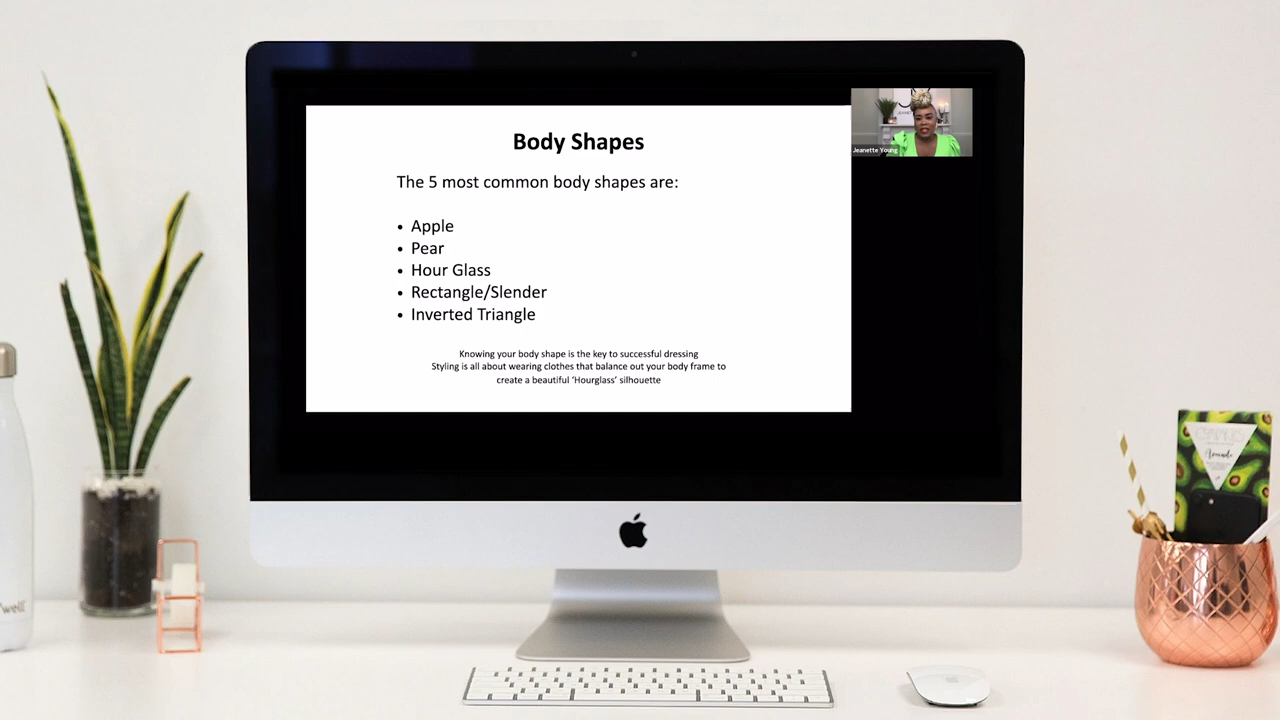 Body Shapes
The 5 most common body shapes are:
• Apple
• Pear
• Hour Glass
• Rectangle/Slender
• Inverted Triangle
Knowing your body shape is the key to successful dressing
Styling is all about wearing clothes that balance out your body frame to
create a beautiful ‘Hourglass’ silhouette
Jeanette Young
'well'
Avocado